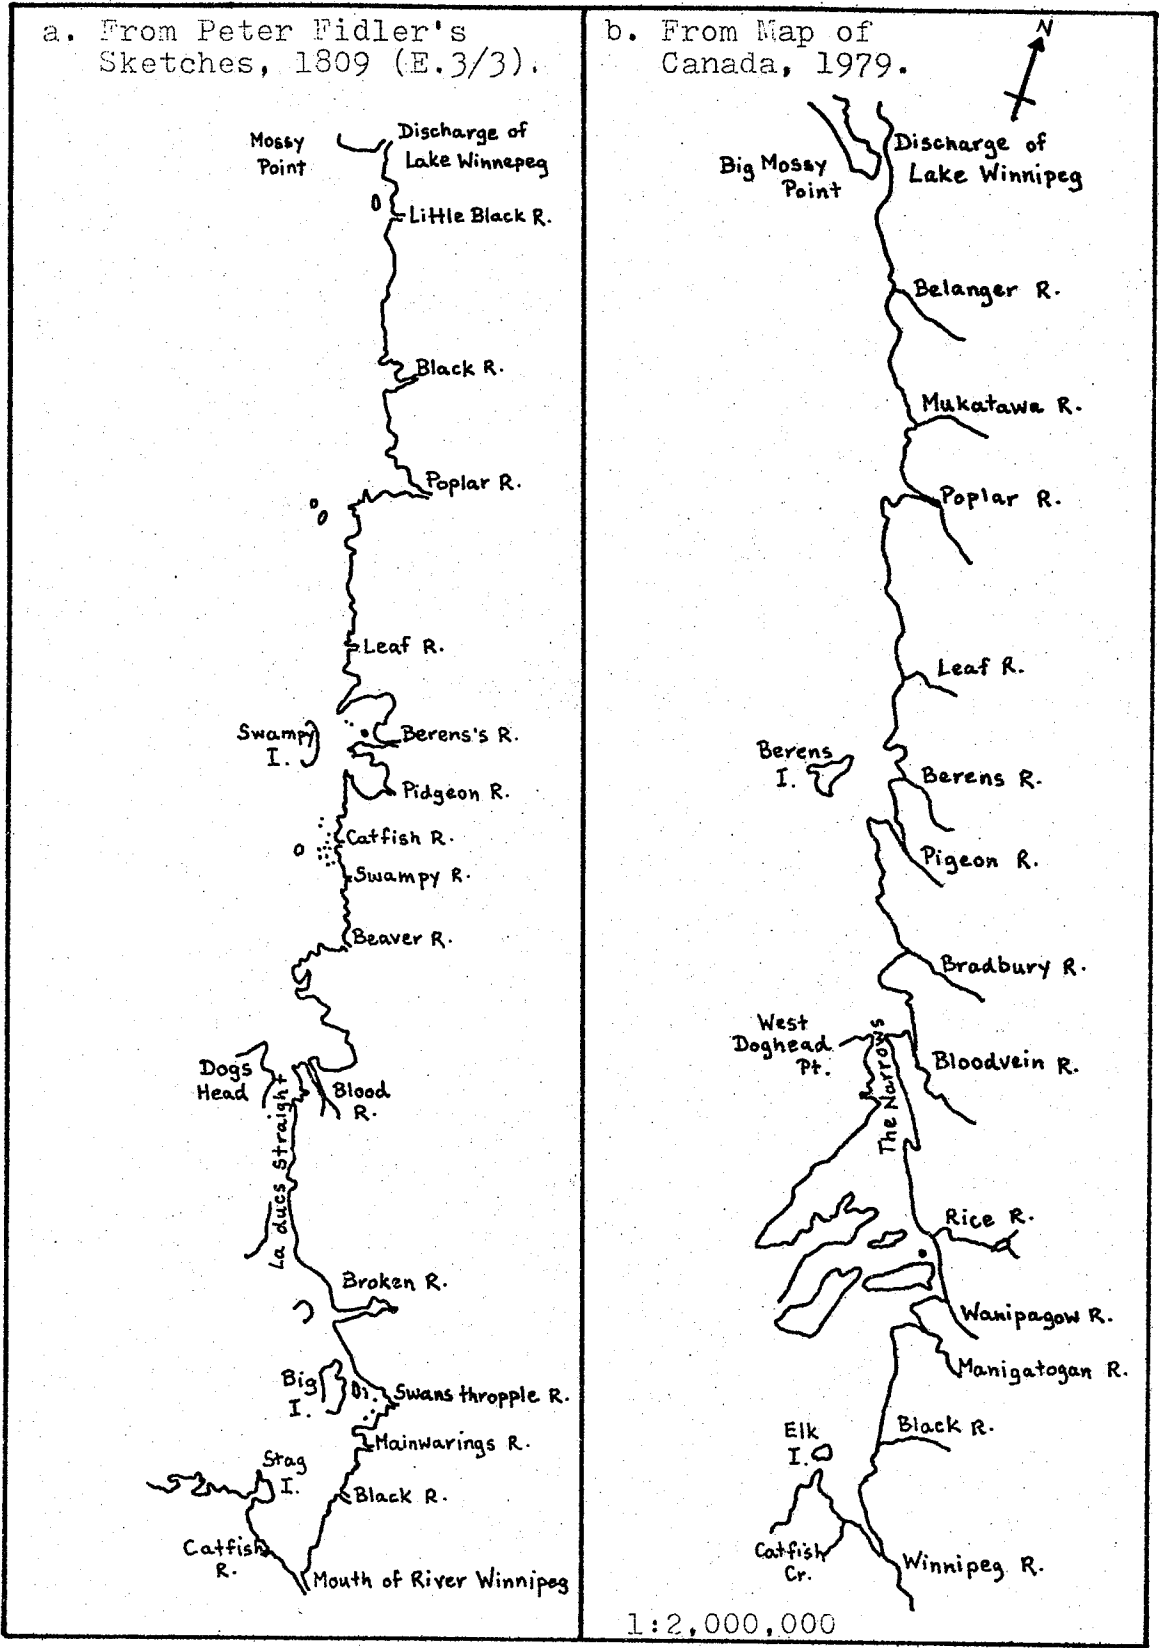 a. From Peter Fidler's
Sketches, 1809 (E.3/3).
Mossy
Point
Discharge of
Lake Winnepeg
Little Black R.
Black R.
Poplar R.
Leaf R.
Swampy
I.
Berens's R.
Pidgeon R.
Catfish R.
Swampy R.
Beaver R.
Dogs
Head
Blood
R.
La ducs Straight
Broken R.
Big
I.
Swans thropple R.
Mainwarings R.
Stag
I.
Black R.
Catfish
R.
Mouth of River Winnipeg
b. From Map of
Canada, 1979.
N
Big Mossy
Point
Discharge of
Lake Winnipeg
Belanger R.
Mukatawa R.
Poplar R.
Leaf R.
Berens
I.
Berens R.
Pigeon R.
Bradbury R.
West
Doghead
Pt.
The Narrows
Bloodvein R.
Rice R.
Wanipagow R.
Manigatogan R.
Black R.
Elk
I.
Catfish
Cr.
Winnipeg R.
1:2,000,000